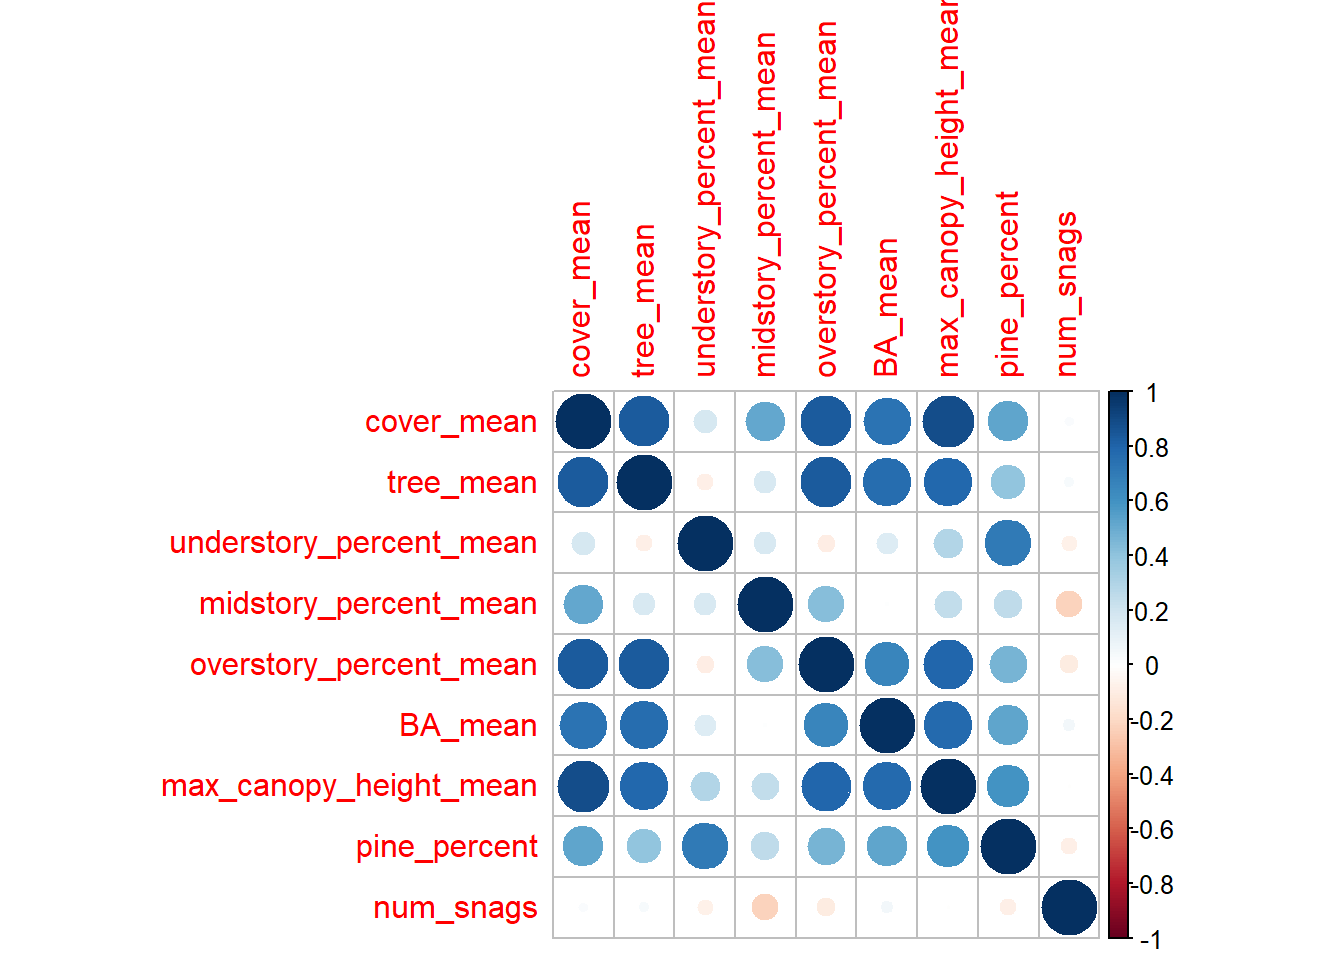 cover_mean
tree_mean
understory_percent_mean
midstory_percent_mean
overstory_percent_mean
BA_mean
max_canopy_height_mean
pine_percent
num_snags
cover_mean
tree_mean
understory_percent_mean
midstory_percent_mean
overstory_percent_mean
BA_mean
max_canopy_height_mean
pine_percent
num_snags
1
0.8
0.6
0.4
0.2
0
-0.2
-0.4
-0.6
-0.8
-1